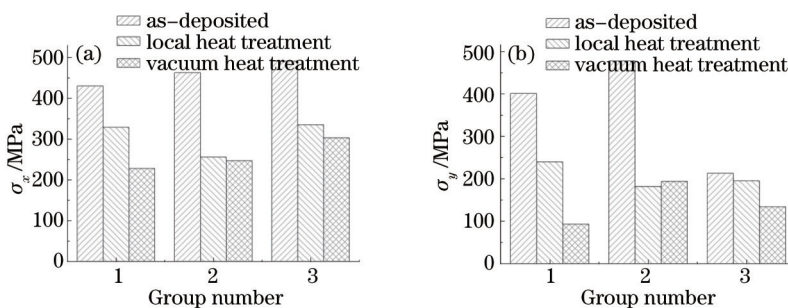 (a)
as-deposited
local heat treatment
vacuum heat treatment
500
400
300
200
100
0
σx/MPa
1 2 3
Group number
(b)
as-deposited
local heat treatment
vacuum heat treatment
500
400
300
200
100
0
σy/MPa
1 2 3
Group number